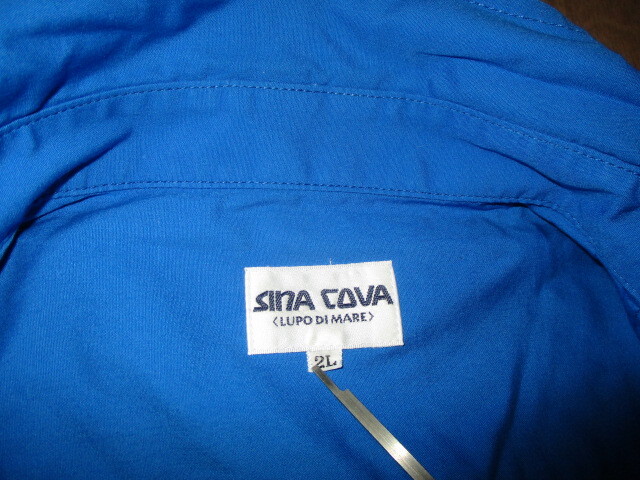 SINA COVA
<LUPO DI MARE>
2L